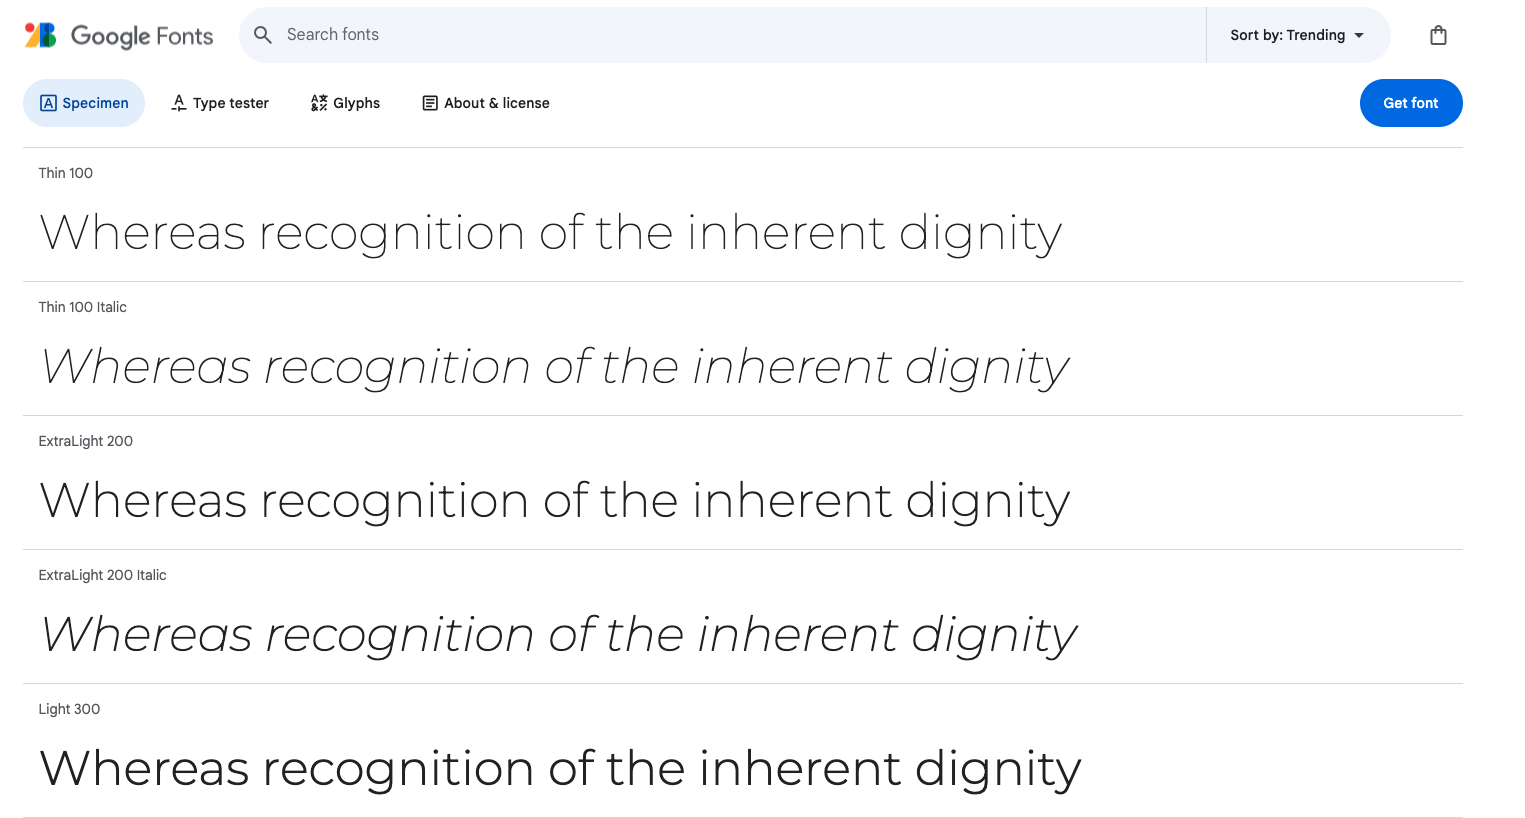 Google Fonts
Search fonts
Sort by: Trending
Specimen
Type tester
Glyphs
About & license
Get font
Thin 100
Whereas recognition of the inherent dignity
Thin 100 Italic
Whereas recognition of the inherent dignity
ExtraLight 200
Whereas recognition of the inherent dignity
ExtraLight 200 Italic
Whereas recognition of the inherent dignity
Light 300
Whereas recognition of the inherent dignity